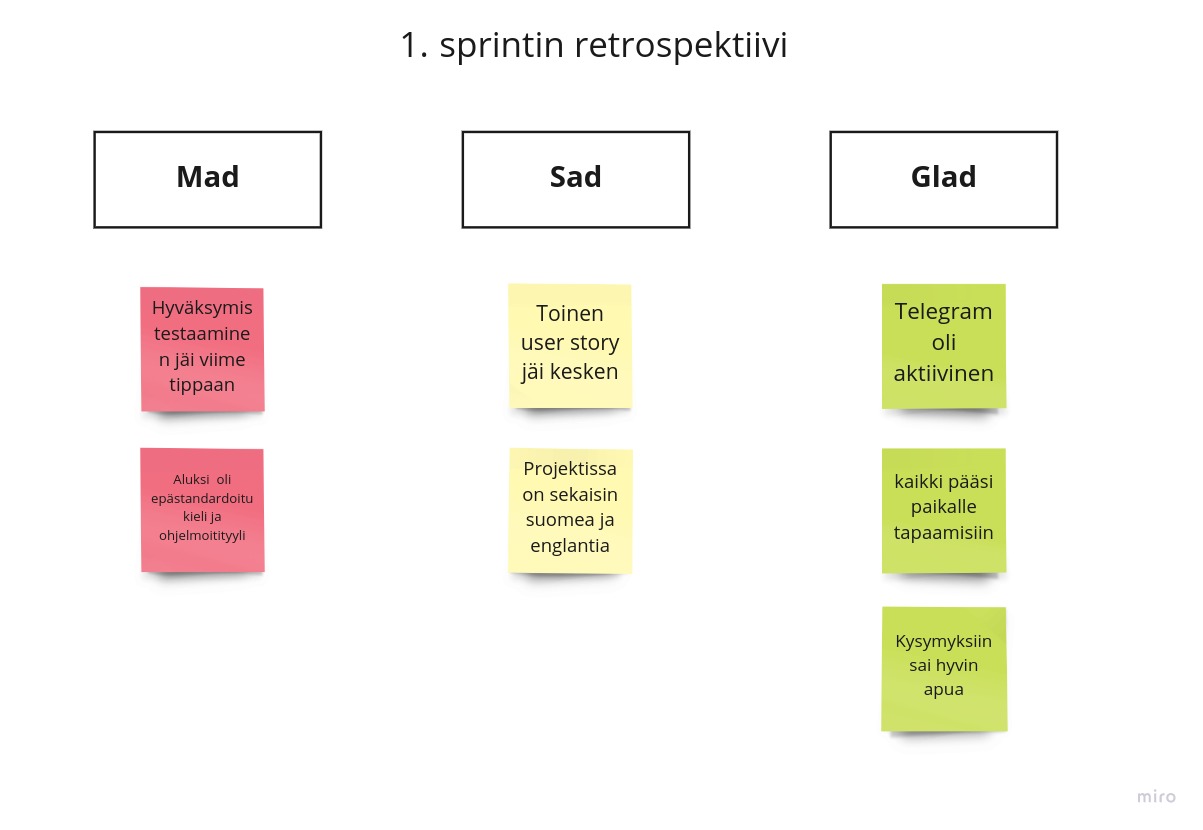 1. sprintin retrospektiivi
Mad
Sad
Glad
Hyväksymis
testaamine
n jäi viime
tippaan
Toinen
user story
jäi kesken
Telegram
oli
aktiivinen
Aluksi oli
epästandardoitu
kieli ja
ohjelmoitityyli
Projektissa
on sekaisin
suomea ja
englantia
kaikki pääsi
paikalle
tapaamisiin
Kysymyksiin
sai hyvin
apua
miro